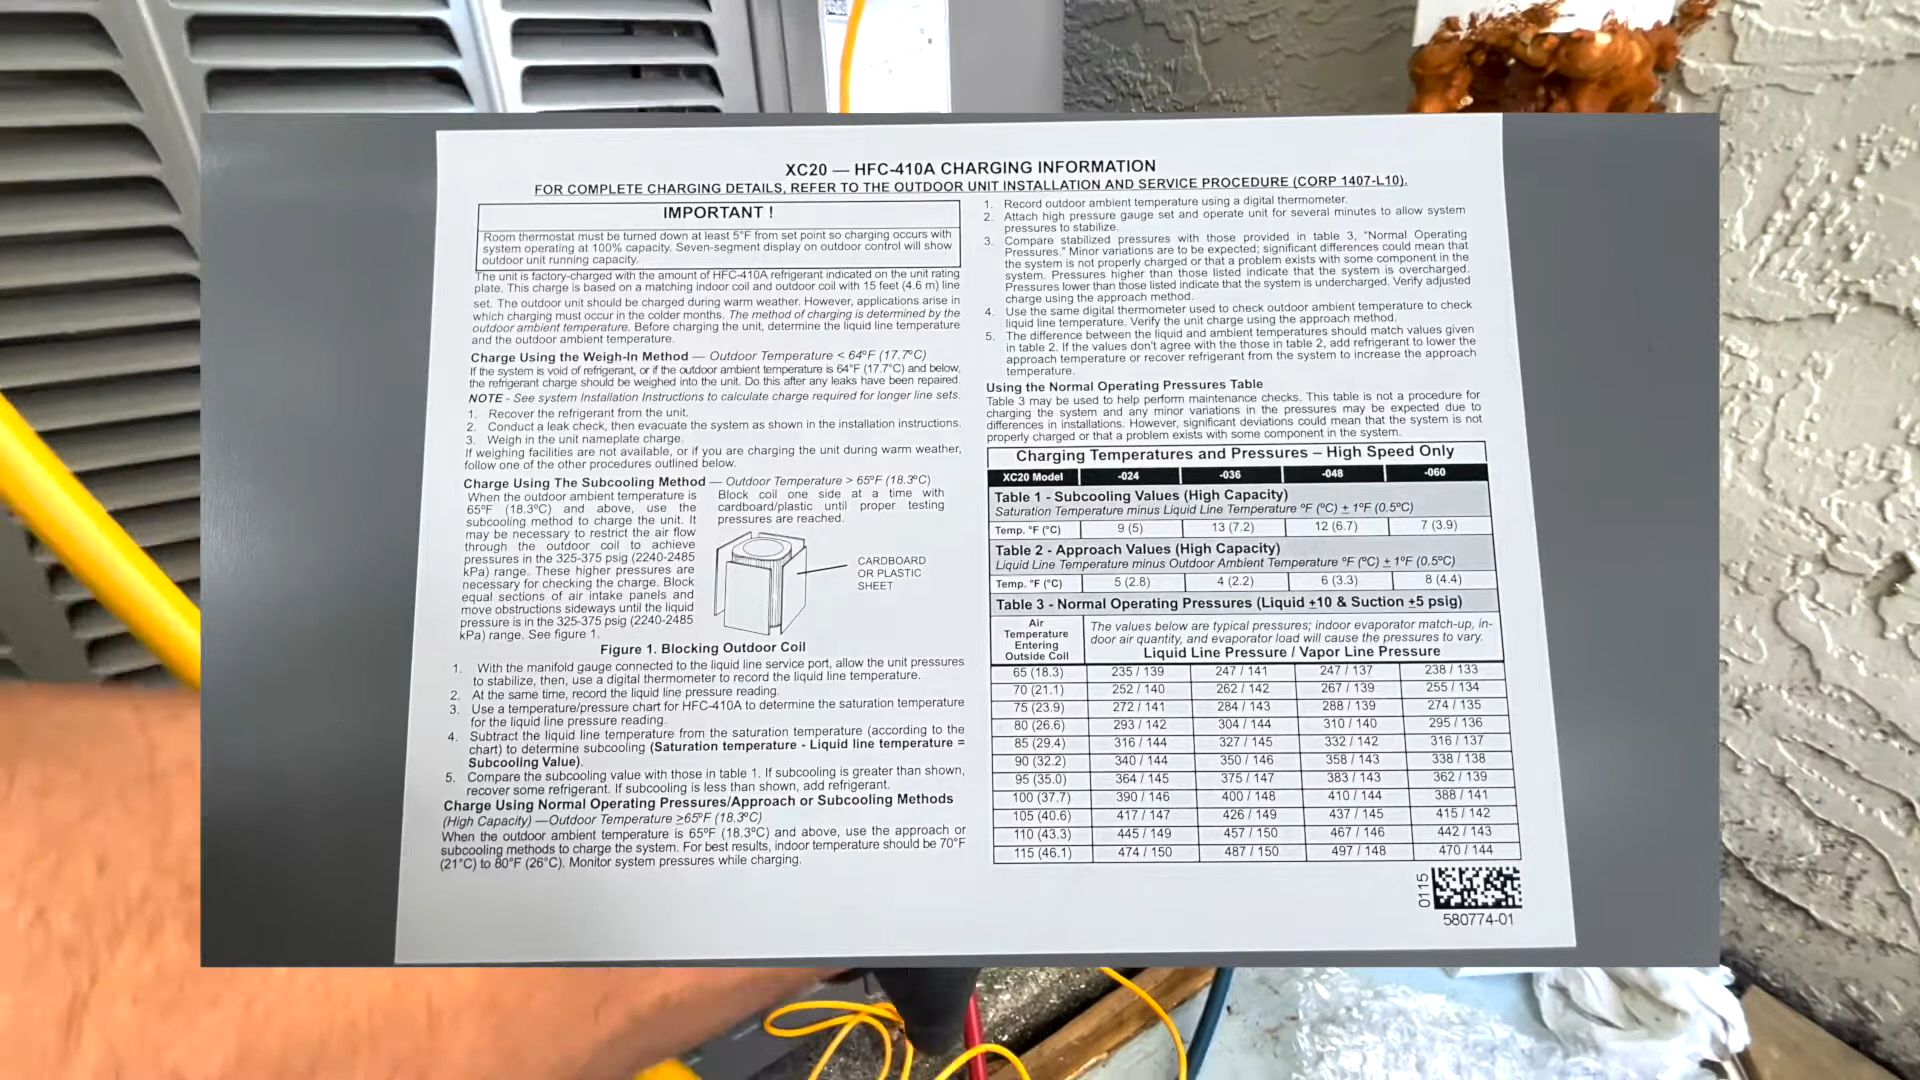 XC20 — HFC-410A CHARGING INFORMATION
FOR COMPLETE CHARGING DETAILS, REFER TO THE OUTDOOR UNIT INSTALLATION AND SERVICE PROCEDURE (CORP 1407-L10).
IMPORTANT !
Room thermostat must be turned down at least 5°F from set point so charging occurs with
system operating at 100% capacity. Seven-segment display on outdoor control will show
outdoor unit running capacity.
The unit is factory-charged with the amount of HFC-410A refrigerant indicated on the unit rating
plate. This charge is based on a matching indoor coil and outdoor coil with 15 feet (4.6 m) line
set. The outdoor unit should be charged during warm weather. However, applications arise in
which charging must occur in the colder months. The method of charging is determined by the
outdoor ambient temperature. Before charging the unit, determine the liquid line temperature
and the outdoor ambient temperature.
Charge Using the Weigh-In Method — Outdoor Temperature < 64ºF (17.7ºC)
If the system is void of refrigerant, or if the outdoor ambient temperature is 64°F (17.7°C) and below,
the refrigerant charge should be weighed into the unit. Do this after any leaks have been repaired.
NOTE - See system Installation Instructions to calculate charge required for longer line sets.
1. Recover the refrigerant from the unit.
2. Conduct a leak check, then evacuate the system as shown in the installation instructions.
3. Weigh in the unit nameplate charge.
If weighing facilities are not available, or if you are charging the unit during warm weather,
follow one of the other procedures outlined below.
Charge Using The Subcooling Method — Outdoor Temperature > 65ºF (18.3ºC)
When the outdoor ambient temperature is
65ºF (18.3ºC) and above, use the
subcooling method to charge the unit. It
may be necessary to restrict the air flow
through the outdoor coil to achieve
pressures in the 325-375 psig (2240-2485
kPa) range. These higher pressures are
necessary for checking the charge. Block
equal sections of air intake panels and
move obstructions sideways until the liquid
pressure is in the 325-375 psig (2240-2485
kPa) range. See figure 1.
Block coil one side at a time with
cardboard/plastic until proper testing
pressures are reached.
CARDBOARD
OR PLASTIC
SHEET
Figure 1. Blocking Outdoor Coil
1. With the manifold gauge connected to the liquid line service port, allow the unit pressures
to stabilize, then, use a digital thermometer to record the liquid line temperature.
2. At the same time, record the liquid line pressure reading.
3. Use a temperature/pressure chart for HFC-410A to determine the saturation temperature
for the liquid line pressure reading.
4. Subtract the liquid line temperature from the saturation temperature (according to the
chart) to determine subcooling (Saturation temperature - Liquid line temperature =
Subcooling Value).
5. Compare the subcooling value with those in table 1. If subcooling is greater than shown,
recover some refrigerant. If subcooling is less than shown, add refrigerant.
Charge Using Normal Operating Pressures/Approach or Subcooling Methods
(High Capacity) —Outdoor Temperature ≥65ºF (18.3ºC)
When the outdoor ambient temperature is 65°F (18.3°C) and above, use the approach or
subcooling methods to charge the system. For best results, indoor temperature should be 70°F
(21°C) to 80°F (26°C). Monitor system pressures while charging.
1. Record outdoor ambient temperature using a digital thermometer.
2. Attach high pressure gauge set and operate unit for several minutes to allow system
pressures to stabilize.
3. Compare stabilized pressures with those provided in table 3, "Normal Operating
Pressures." Minor variations are to be expected; significant differences could mean that
the system is not properly charged or that a problem exists with some component in the
system. Pressures higher than those listed indicate that the system is overcharged.
Pressures lower than those listed indicate that the system is undercharged. Verify adjusted
charge using the approach method.
4. Use the same digital thermometer used to check outdoor ambient temperature to check
liquid line temperature. Verify the unit charge using the approach method.
5. The difference between the liquid and ambient temperatures should match values given
in table 2. If the values don't agree with the those in table 2, add refrigerant to lower the
approach temperature or recover refrigerant from the system to increase the approach
temperature.
Using the Normal Operating Pressures Table
Table 3 may be used to help perform maintenance checks. This table is not a procedure for
charging the system and any minor variations in the pressures may be expected due to
differences in installations. However, significant deviations could mean that the system is not
properly charged or that a problem exists with some component in the system.
Charging Temperatures and Pressures – High Speed Only
XC20 Model -024 -036 -048 -060
Table 1 - Subcooling Values (High Capacity)
Saturation Temperature minus Liquid Line Temperature ºF (ºC) ± 1ºF (0.5ºC)
Temp. ºF (ºC) 9 (5) 13 (7.2) 12 (6.7) 7 (3.9)
Table 2 - Approach Values (High Capacity)
Liquid Line Temperature minus Outdoor Ambient Temperature ºF (ºC) ± 1ºF (0.5ºC)
Temp. ºF (ºC) 5 (2.8) 4 (2.2) 6 (3.3) 8 (4.4)
Table 3 - Normal Operating Pressures (Liquid ±10 & Suction ±5 psig)
Air
Temperature
Entering
Outside Coil
The values below are typical pressures; indoor evaporator match-up, in-
door air quantity, and evaporator load will cause the pressures to vary.
Liquid Line Pressure / Vapor Line Pressure
65 (18.3) 235 / 139 247 / 141 247 / 137 238 / 133
70 (21.1) 252 / 140 262 / 142 267 / 139 255 / 134
75 (23.9) 272 / 141 284 / 143 288 / 139 274 / 135
80 (26.6) 293 / 142 304 / 144 310 / 140 295 / 136
85 (29.4) 316 / 144 327 / 145 332 / 142 316 / 137
90 (32.2) 340 / 144 350 / 146 358 / 143 338 / 138
95 (35.0) 364 / 145 375 / 147 383 / 143 362 / 139
100 (37.7) 390 / 146 400 / 148 410 / 144 388 / 141
105 (40.6) 417 / 147 426 / 149 437 / 145 415 / 142
110 (43.3) 445 / 149 457 / 150 467 / 146 442 / 143
115 (46.1) 474 / 150 487 / 150 497 / 148 470 / 144
0115
580774-01